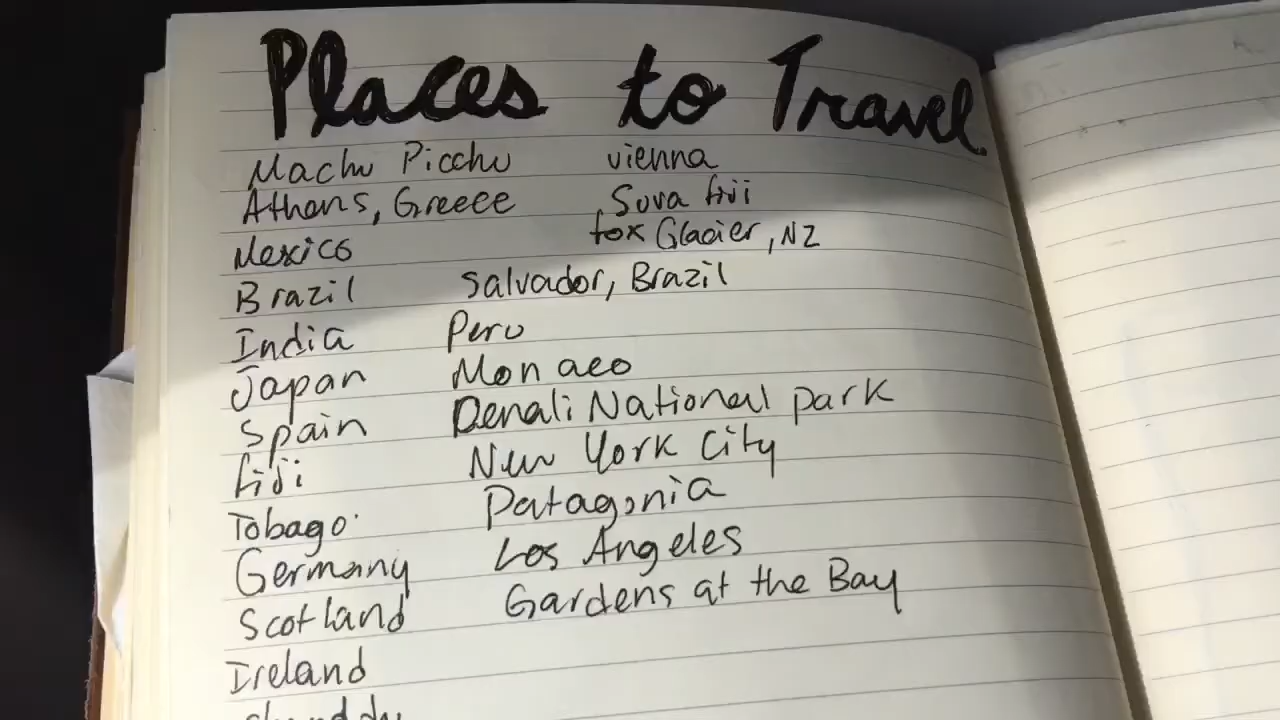 Places to Travel
Machu Picchu vienna
Athens, Greece Suva fiji
Mexico fox Glacier, NZ
Brazil Salvador, Brazil
India Peru
Japan Monaco
Spain Denali National park
fiji New York City
Tobago Patagonia
Germany Los Angeles
Scotland Gardens at the Bay
Ireland